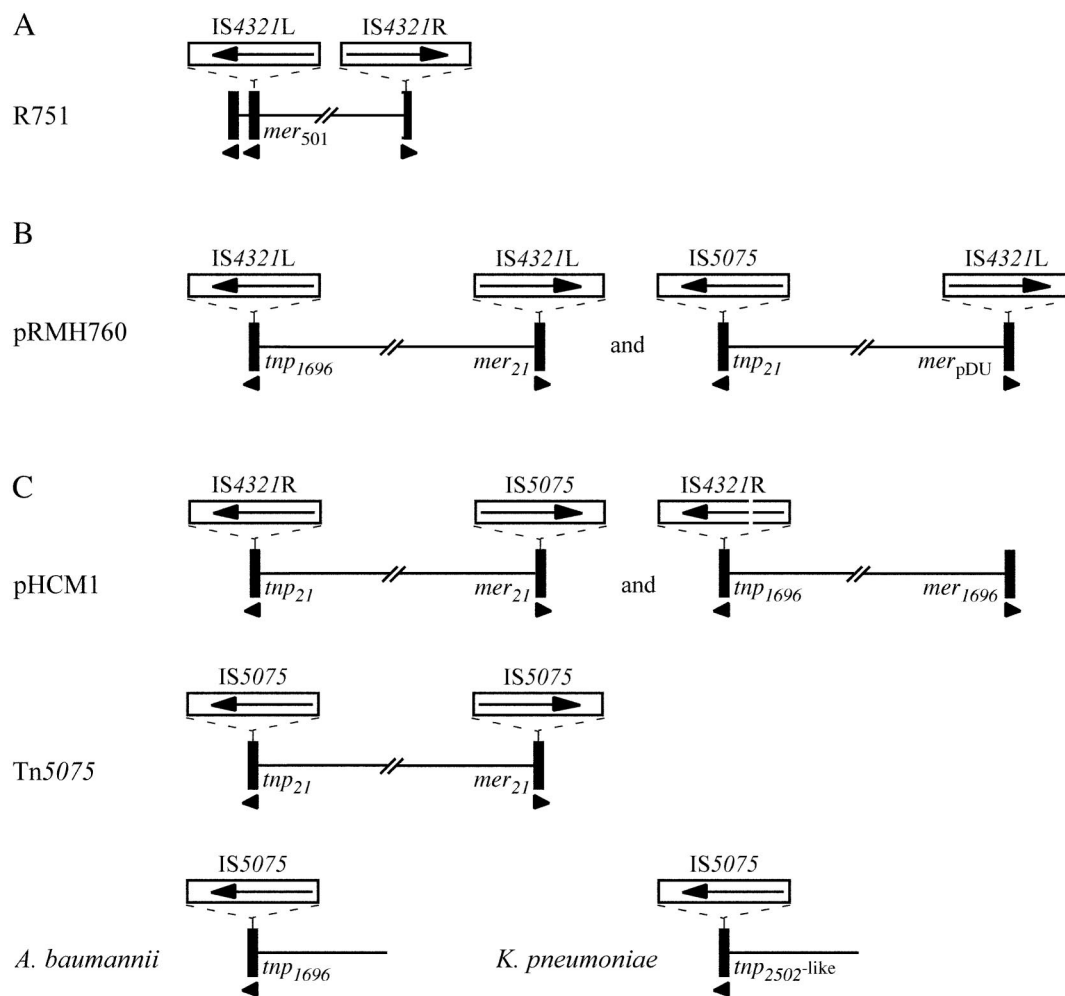 A
IS4321L IS4321R
R751
mer501
B
IS4321L IS4321L IS5075 IS4321L
pRMH760
and
tnp1696 mer21 tnp21 merpDU
C
IS4321R IS5075 IS4321R
pHCM1
and
tnp21 mer21 tnp1696 mer1696
IS5075 IS5075
Tn5075
tnp21 mer21
IS5075 IS5075
A. baumannii K. pneumoniae
tnp1696 tnp2502-like